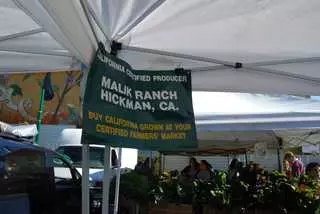 CALIFORNIA CERTIFIED PRODUCER
MALIK RANCH
HICKMAN, CA.
BUY CALIFORNIA GROWN AT YOUR
CERTIFIED FARMERS' MARKET